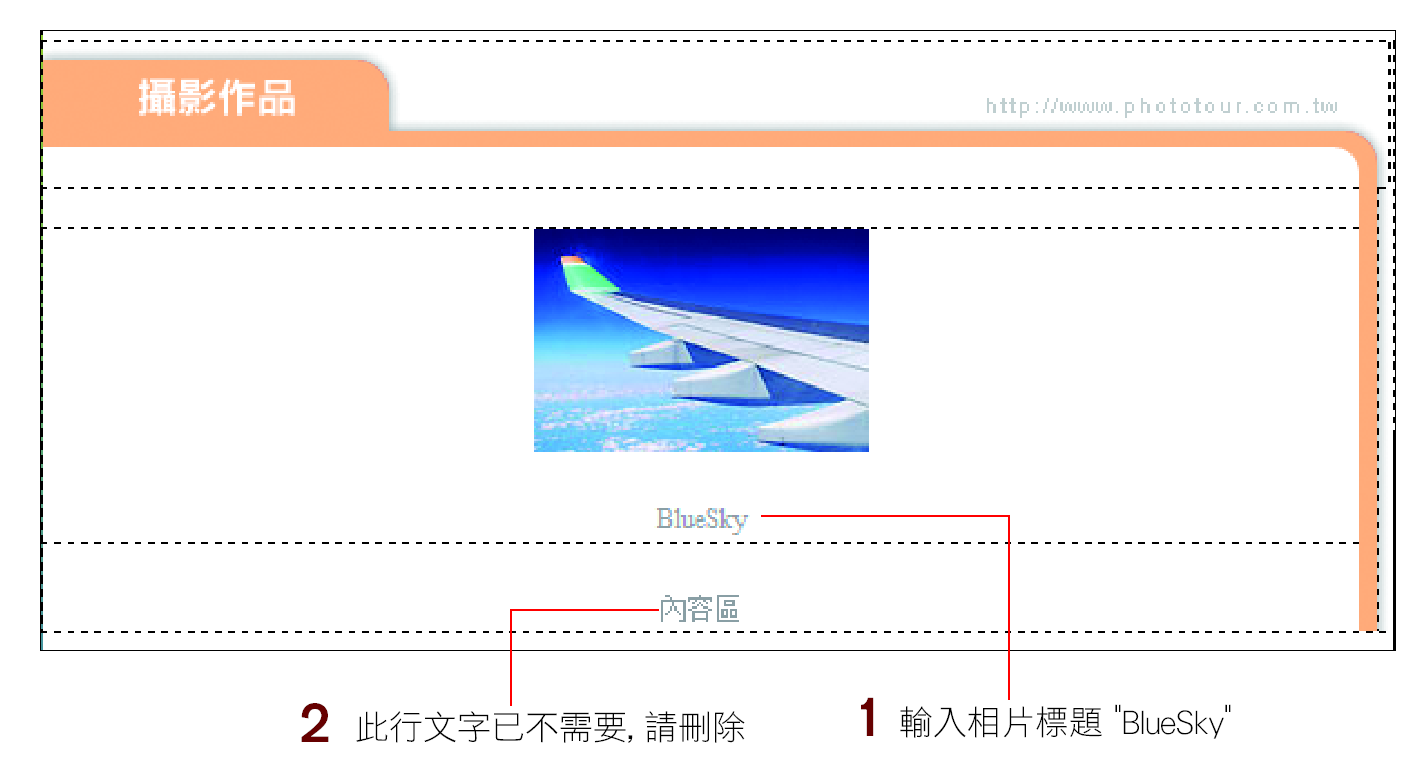 攝影作品
http://www.phototour.com.tw
BlueSky
內容區
2 此行文字已不需要, 請刪除
1 輸入相片標題 "BlueSky"